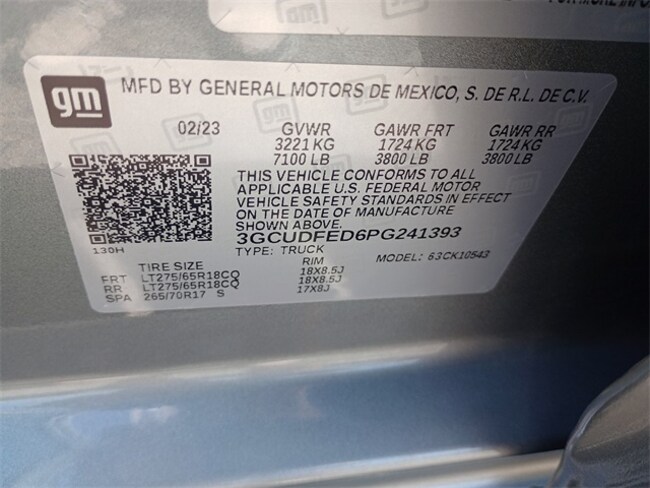 FOR MORE INFO
gm
MFD BY GENERAL MOTORS DE MEXICO, S. DE R.L. DE C.V.
02/23 GVWR GAWR FRT GAWR RR
3221 KG 1724 KG 1724 KG
7100 LB 3800 LB 3800 LB
THIS VEHICLE CONFORMS TO ALL
APPLICABLE U.S. FEDERAL MOTOR
VEHICLE SAFETY STANDARDS IN EFFECT
ON THE DATE OF MANUFACTURE
SHOWN ABOVE.
3GCUDFED6PG241393
130H
TYPE: TRUCK MODEL: 63CK10543
TIRE SIZE RIM
FRT LT275/65R18CQ 18X8.5J
RR LT275/65R18CQ 18X8.5J
SPA 265/70R17 S 17X8J